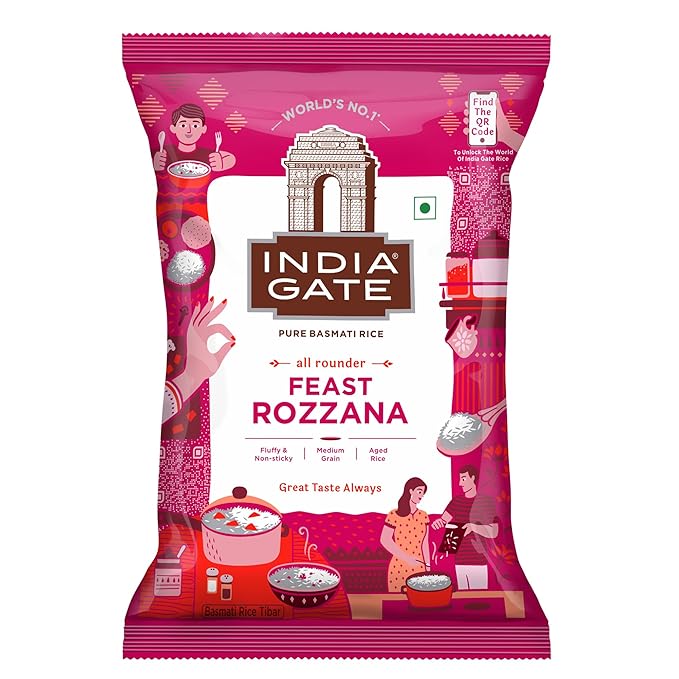 WORLD'S NO.1*
Find
The
QR
Code
To Unlock The World
Of India Gate Rice
INDIA®
GATE
PURE BASMATI RICE
all rounder
FEAST
ROZZANA
Fluffy &
Non-sticky
Medium
Grain
Aged
Rice
Great Taste Always
Basmati Rice Tibar